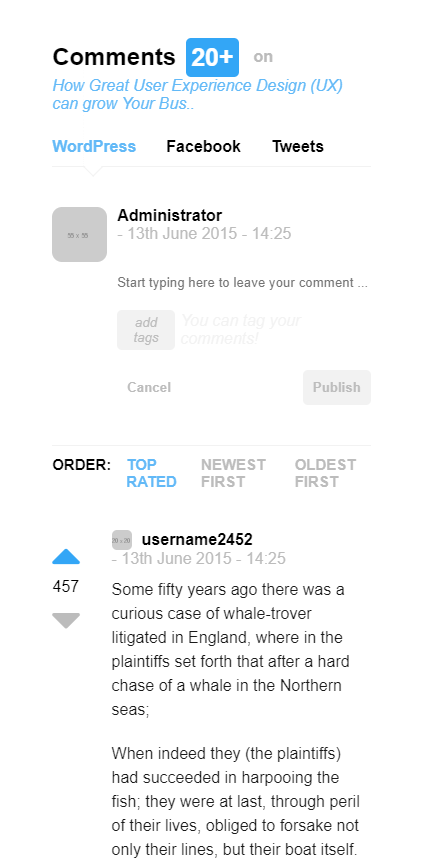 Comments 20+ on
How Great User Experience Design (UX)
can grow Your Bus..
WordPress Facebook Tweets
55 x 55
Administrator
- 13th June 2015 - 14:25
Start typing here to leave your comment ...
add
tags
You can tag your
comments!
Cancel Publish
ORDER: TOP
RATED
NEWEST
FIRST
OLDEST
FIRST
20 x 20 username2452
- 13th June 2015 - 14:25
457
Some fifty years ago there was a
curious case of whale-trover
litigated in England, where in the
plaintiffs set forth that after a hard
chase of a whale in the Northern
seas;
When indeed they (the plaintiffs)
had succeeded in harpooing the
fish; they were at last, through peril
of their lives, obliged to forsake not
only their lines, but their boat itself.